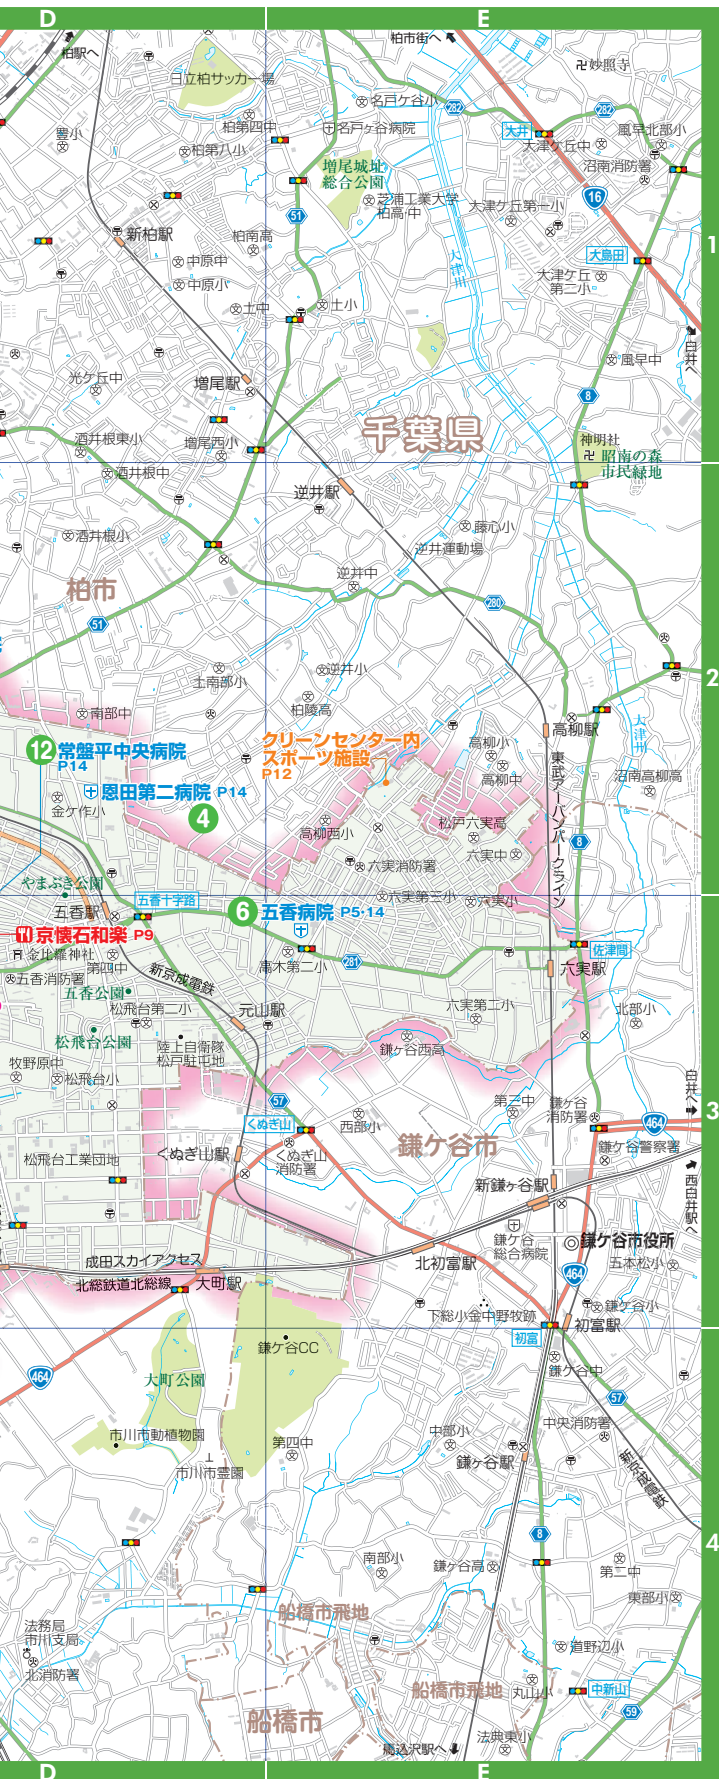 D
E
柏駅へ
柏市街へ
卍妙照寺
日立柏サッカー場
名戸ケ谷小
282
282
豊小
柏第四中
名戸ヶ谷病院
大井
大津ケ丘中
風早北部小
柏第八小
沼南消防署
増尾城址
総合公園
芝浦工業大学
柏高・中
大津ケ丘第一小
16
51
新柏駅
柏南高
大島田
1
中原中
中原小
大津川
大津ケ丘
第二小
土中
土小
白井へ
風早中
光ケ丘中
増尾駅
8
千葉県
酒井根東小
増尾西小
神明社
昭南の森
市民緑地
酒井根中
逆井駅
藤心小
酒井根小
逆井運動場
逆井中
柏市
280
51
逆井小
土南部小
2
柏陵高
南部中
高柳駅
大津川
12
常盤平中央病院
P14
クリーンセンター内
スポーツ施設
P12
高柳小
高柳中
東武アーバンパークライン
沼南高柳高
恩田第二病院 P14
金ケ作小
4
高柳西小
松戸六実高
六実中
8
六実消防署
やまぶき公園
六実第三小
六実小
五香十字路
五香駅
6
五香病院 P5・14
京懐石和楽 P9
佐津間
金比羅神社
第四中
高木第二小
281
六実駅
五香消防署
新京成電鉄
五香公園
松飛台第二小
元山駅
六実第二小
北部小
松飛台公園
陸上自衛隊
松戸駐屯地
鎌ヶ谷西高
牧野原中
松飛台小
白井へ
57
第三中
鎌ヶ谷
消防署
3
くぬぎ山
西部小
464
鎌ケ谷市
鎌ケ谷警察署
松飛台工業団地
くぬぎ山駅
くぬぎ山
消防署
西白井駅へ
新鎌ヶ谷駅
鎌ケ谷
総合病院
鎌ケ谷市役所
成田スカイアクセス
北初富駅
五本松小
北総鉄道北総線
大町駅
464
下総小金中野牧跡
鎌ケ谷小
初富駅
初富
鎌ケ谷CC
鎌ケ谷中
464
大町公園
57
中央消防署
市川市動植物園
中部小
第四中
鎌ヶ谷駅
市川市霊園
新京成電鉄
8
4
南部小
鎌ヶ谷高
第二中
東部小
船橋市飛地
法務局
市川支局
道野辺小
北消防署
船橋市飛地
丸山小
中新山
59
船橋市
法典東小
馬込沢駅へ
D
E